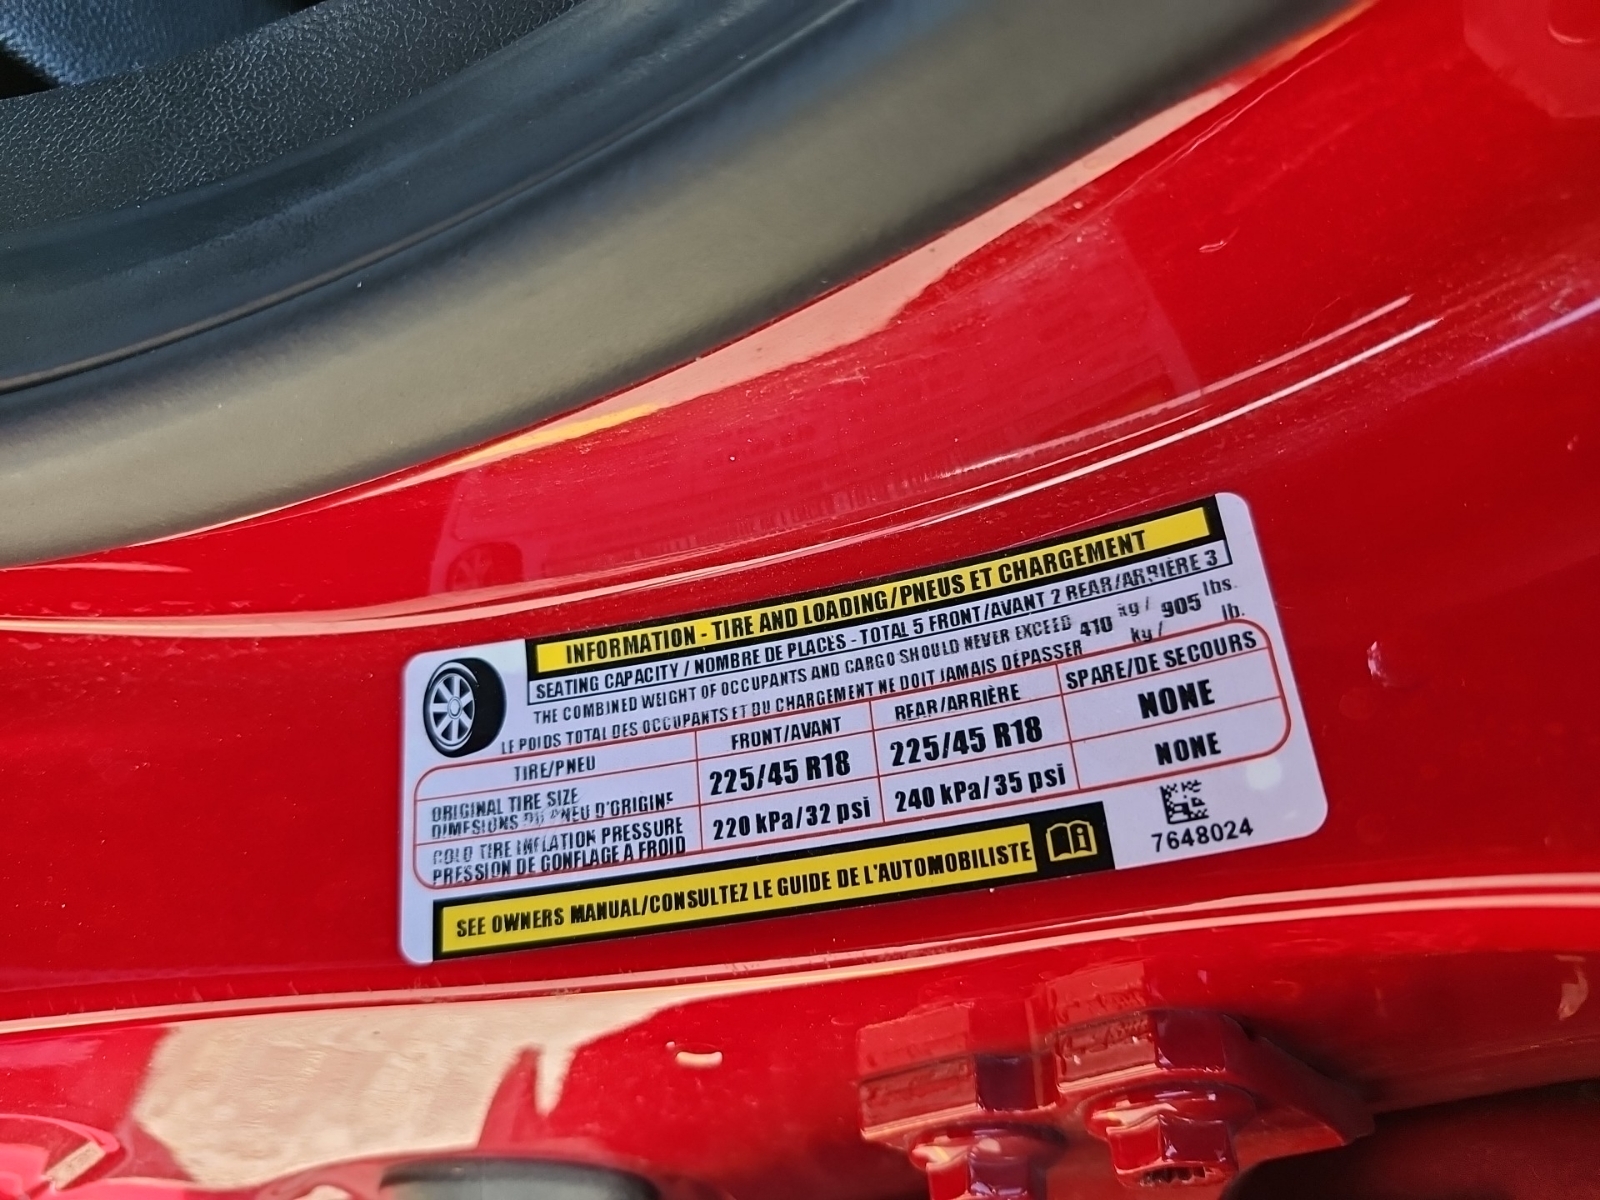 INFORMATION - TIRE AND LOADING/PNEUS ET CHARGEMENT
SEATING CAPACITY / NOMBRE DE PLACES - TOTAL 5 FRONT/AVANT 2 REAR/ARRIÈRE 3
THE COMBINED WEIGHT OF OCCUPANTS AND CARGO SHOULD NEVER EXCEED 410 kg / 905 lbs.
LE POIDS TOTAL DES OCCUPANTS ET DU CHARGEMENT NE DOIT JAMAIS DÉPASSER kg / lb.
TIRE/PNEU FRONT/AVANT REAR/ARRIÈRE SPARE/DE SECOURS
ORIGINAL TIRE SIZE 225/45 R18 225/45 R18 NONE
DIMESIONS DU PNEU D'ORIGINE
COLD TIRE INFLATION PRESSURE 220 kPa/32 psi 240 kPa/35 psi NONE
PRESSION DE GONFLAGE A FROID
SEE OWNERS MANUAL/CONSULTEZ LE GUIDE DE L'AUTOMOBILISTE
7648024